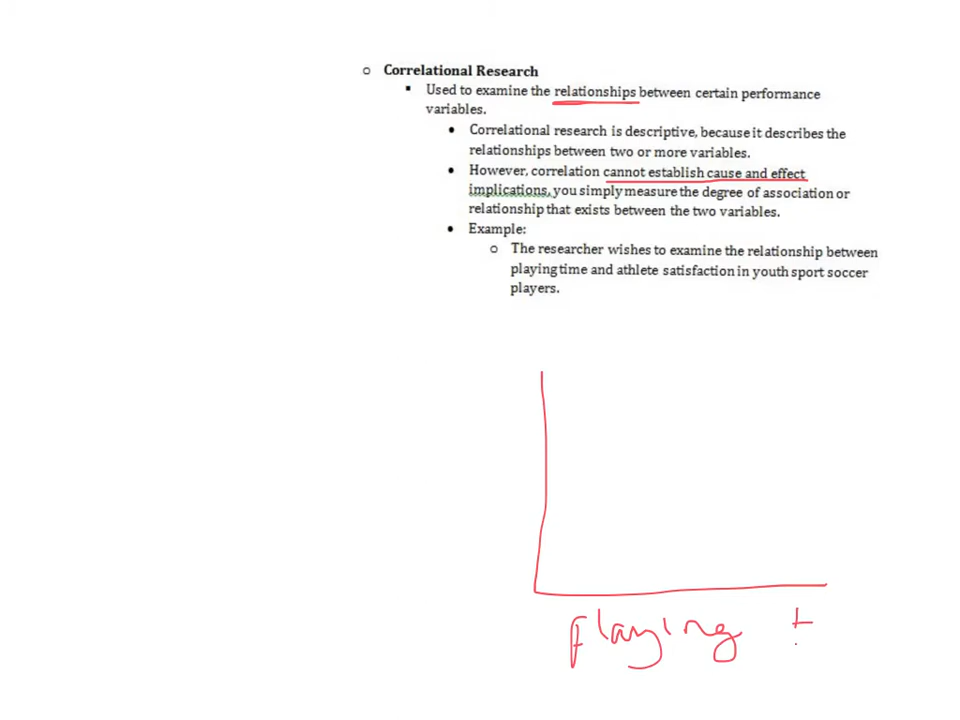 Correlational Research
Used to examine the relationships between certain performance
variables.
Correlational research is descriptive, because it describes the
relationships between two or more variables.
However, correlation cannot establish cause and effect
implications, you simply measure the degree of association or
relationship that exists between the two variables.
Example:
The researcher wishes to examine the relationship between
playing time and athlete satisfaction in youth sport soccer
players.
Playing t